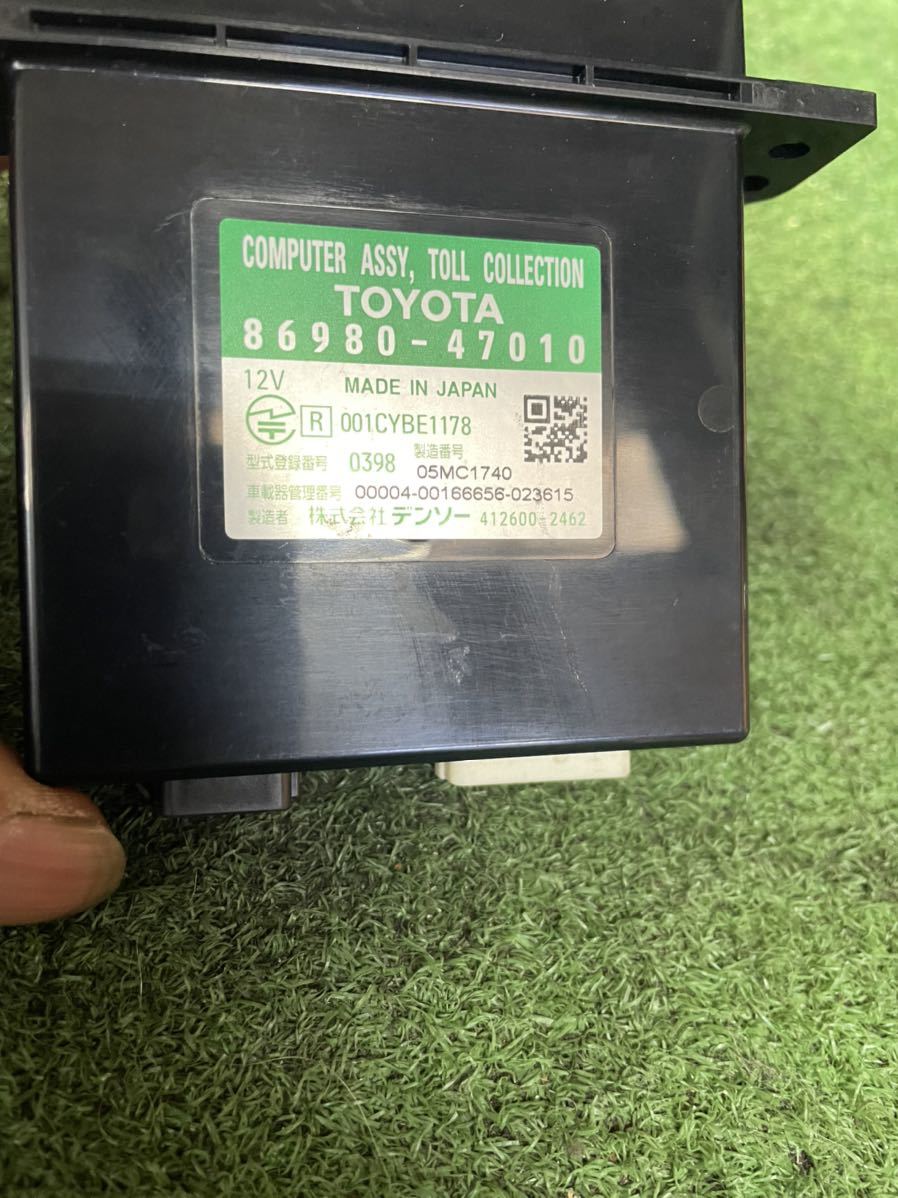 COMPUTER ASSY, TOLL COLLECTION
TOYOTA
86980-47010
12V MADE IN JAPAN
R 001CYBE1178
型式登録番号 0398 製造番号 05MC1740
車載器管理番号 00004-00166656-023615
製造者 株式会社 デンソー 412600-2462